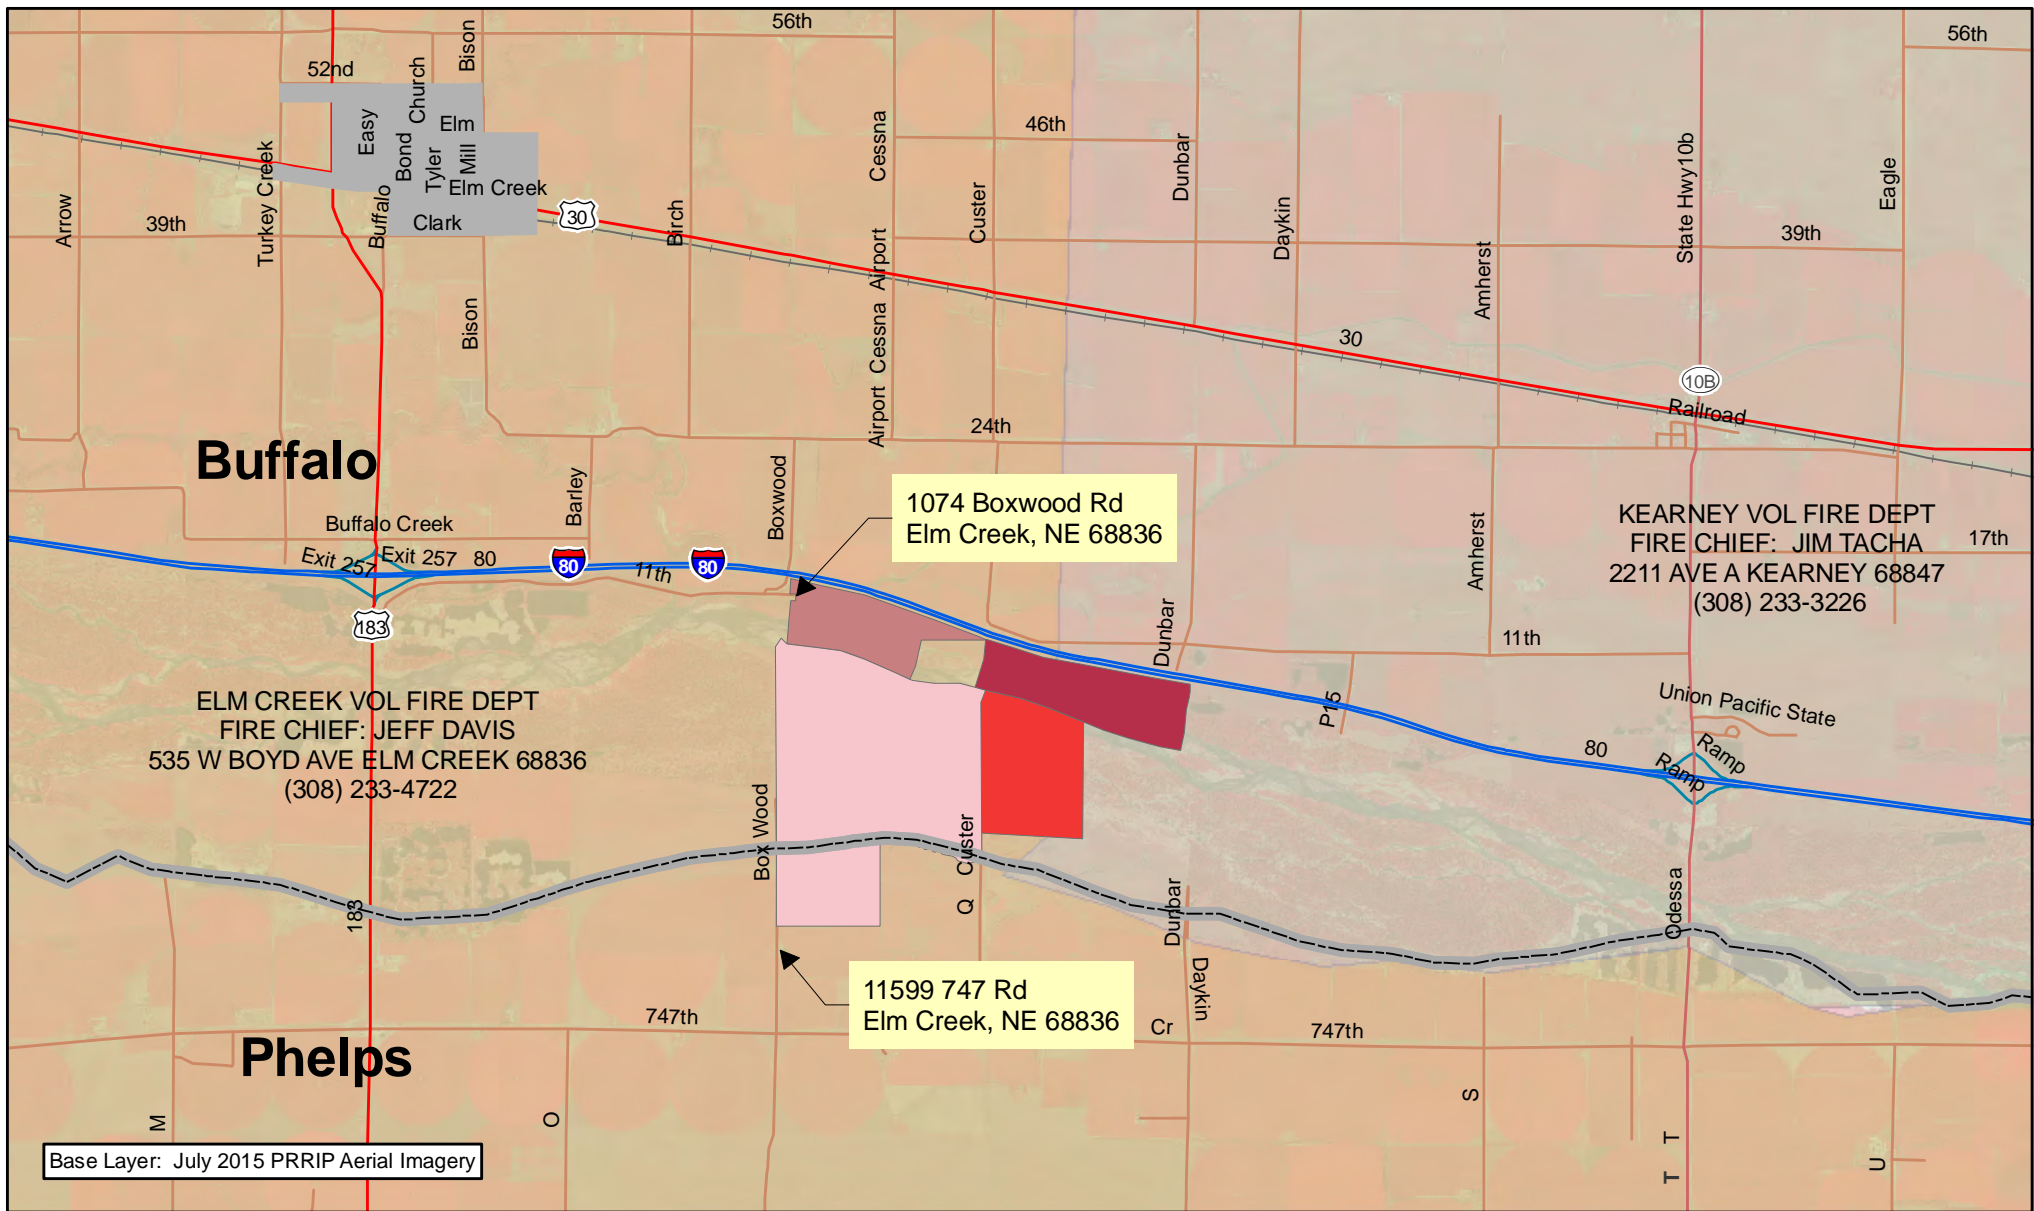 56th
56th
Bison
52nd
Church
Easy
Elm
Bond
Tyler
Mill
Elm Creek
Clark
Buffalo
Turkey Creek
Arrow
39th
30
Birch
Cessna
46th
Custer
Dunbar
Daykin
Amherst
State Hwy10b
Eagle
39th
Bison
Airport Cessna Airport
30
10B
Railroad
24th
Buffalo
Barley
Boxwood
1074 Boxwood Rd
Elm Creek, NE 68836
Buffalo Creek
Exit 257
Exit 257
80
80
80
11th
183
Amherst
KEARNEY VOL FIRE DEPT
FIRE CHIEF: JIM TACHA
2211 AVE A KEARNEY 68847
(308) 233-3226
17th
Dunbar
11th
P15
Union Pacific State
Ramp
Ramp
80
ELM CREEK VOL FIRE DEPT
FIRE CHIEF: JEFF DAVIS
535 W BOYD AVE ELM CREEK 68836
(308) 233-4722
Box Wood
Q Custer
183
Dunbar
Daykin
Odessa
11599 747 Rd
Elm Creek, NE 68836
747th
Cr
747th
Phelps
M
O
S
T
T
U
Base Layer: July 2015 PRRIP Aerial Imagery